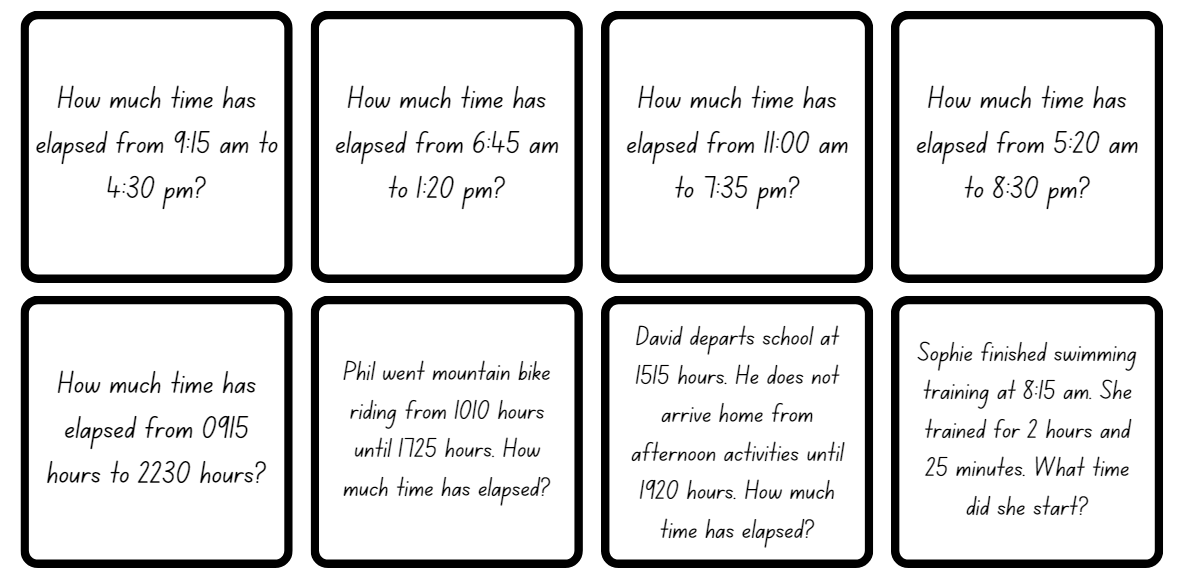 How much time has
elapsed from 9:15 am to
4:30 pm?
How much time has
elapsed from 6:45 am
to 1:20 pm?
How much time has
elapsed from 11:00 am
to 7:35 pm?
How much time has
elapsed from 5:20 am
to 8:30 pm?
How much time has
elapsed from 0915
hours to 2230 hours?
Phil went mountain bike
riding from 1010 hours
until 1725 hours. How
much time has elapsed?
David departs school at
1515 hours. He does not
arrive home from
afternoon activities until
1920 hours. How much
time has elapsed?
Sophie finished swimming
training at 8:15 am. She
trained for 2 hours and
25 minutes. What time
did she start?